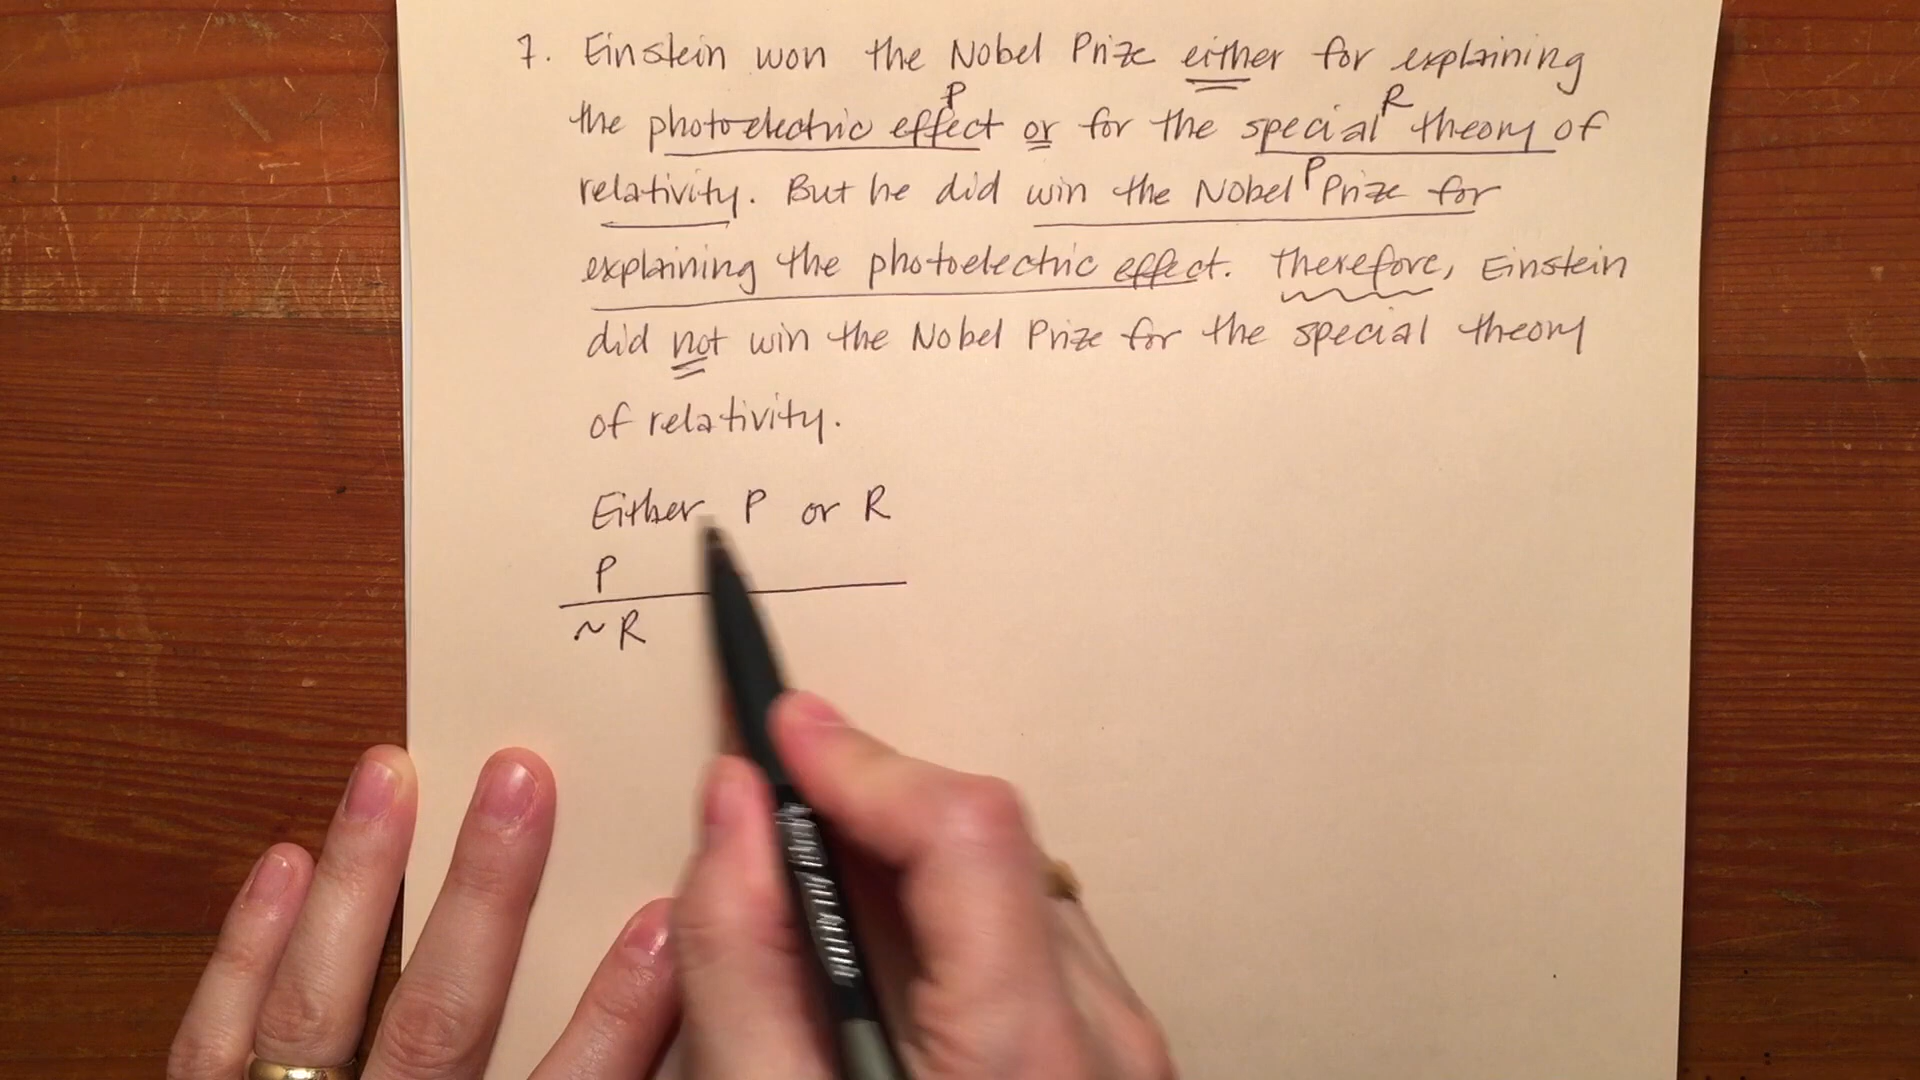 7. Einstein won the Nobel Prize either for explaining
P R
the photoelectric effect or for the special theory of
P
relativity. But he did win the Nobel Prize for
explaining the photoelectric effect. Therefore, Einstein
did not win the Nobel Prize for the special theory
of relativity.
Either P or R
P
~ R